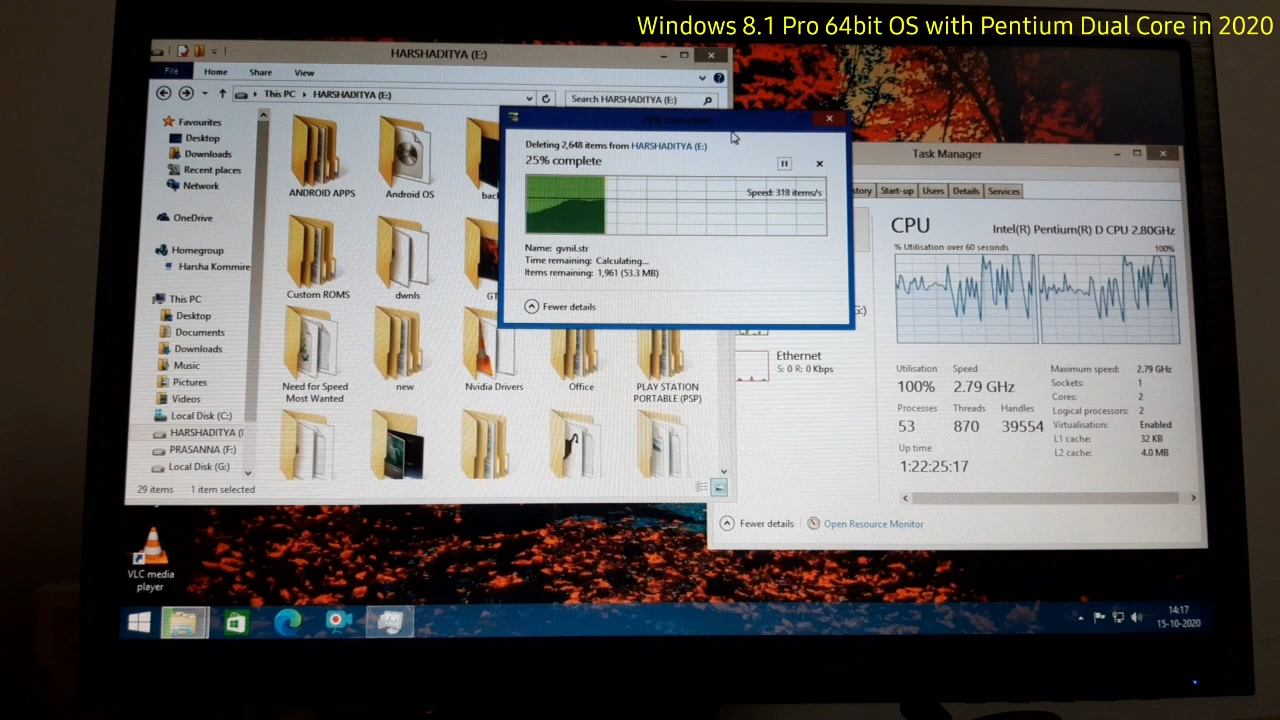 Windows 8.1 Pro 64bit OS with Pentium Dual Core in 2020
HARSHADITYA (E:)
File Home Share View
This PC HARSHADITYA (E:)
Search HARSHADITYA (E:)
Favourites
Desktop
Downloads
Recent places
Network
OneDrive
Homegroup
Harsha Kommire
This PC
Desktop
Documents
Downloads
Music
Pictures
Videos
Local Disk (C:)
HARSHADITYA (
PRASANNA (F:)
Local Disk (G:)
ANDROID APPS
Android OS
back
Custom ROMS
dwnls
GT
Need for Speed
Most Wanted
new
Nvidia Drivers
Office
PLAY STATION
PORTABLE (PSP)
29 items 1 item selected
25% complete
Deleting 2,648 items from HARSHADITYA (E:)
25% complete
Speed: 318 items/s
Name: gvnil.str
Time remaining: Calculating...
Items remaining: 1,961 (53.3 MB)
Fewer details
Task Manager
story Start-up Users Details Services
G:)
Ethernet
S: 0 R: 0 Kbps
CPU
Intel(R) Pentium(R) D CPU 2.80GHz
% Utilisation over 60 seconds 100%
Utilisation Speed
100% 2.79 GHz
Processes Threads Handles
53 870 39554
Up time
1:22:25:17
Maximum speed: 2.79 GHz
Sockets: 1
Cores: 2
Logical processors: 2
Virtualisation: Enabled
L1 cache: 32 KB
L2 cache: 4.0 MB
Fewer details Open Resource Monitor
VLC media
player
14:17
15-10-2020